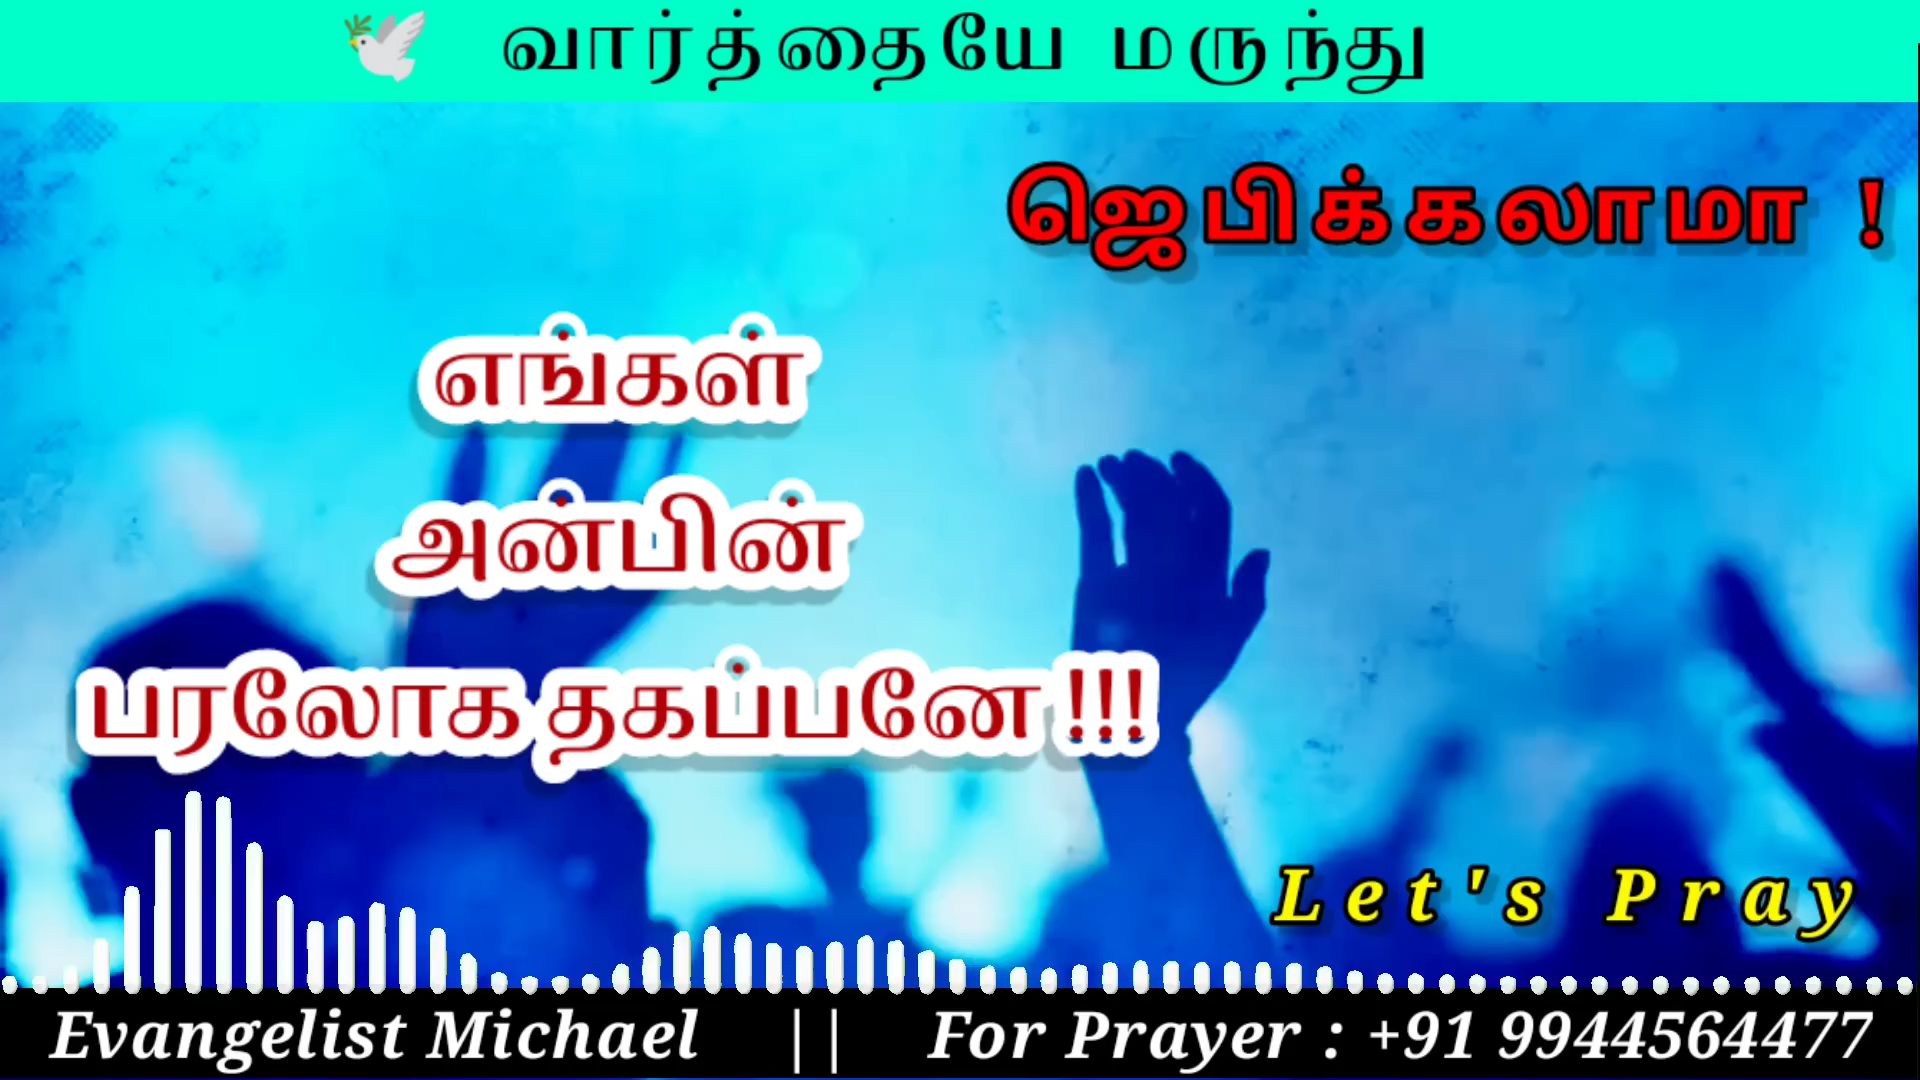 வார்த்தையே மருந்து
ஜெபிக்கலாமா !
எங்கள்
அன்பின்
பரலோக தகப்பனே !!!
Let's Pray
Evangelist Michael || For Prayer : +91 9944564477